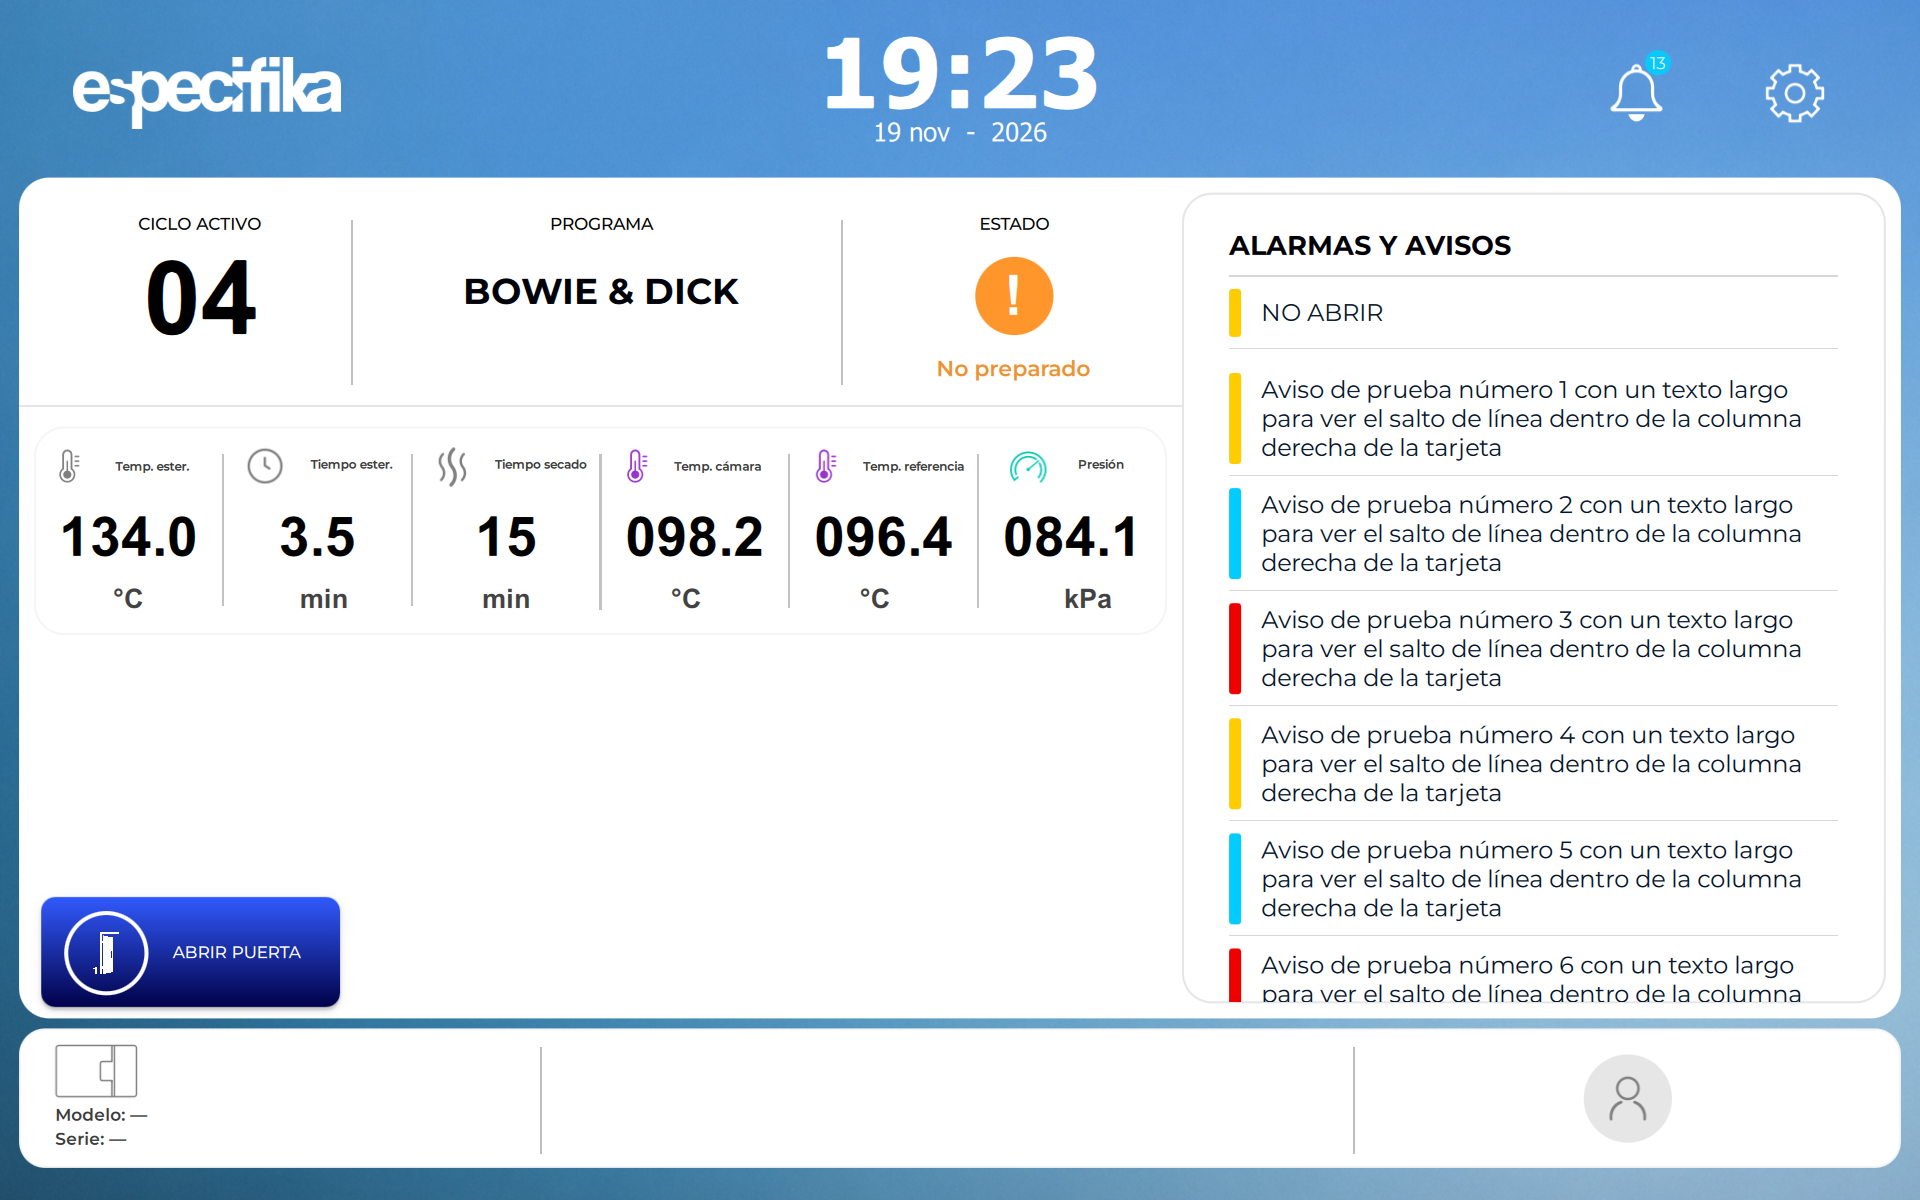 especifika
19:23
19 nov - 2026
13
CICLO ACTIVO
04
PROGRAMA
BOWIE & DICK
ESTADO
!
No preparado
Temp. ester.
134.0
°C
Tiempo ester.
3.5
min
Tiempo secado
15
min
Temp. cámara
098.2
°C
Temp. referencia
096.4
°C
Presión
084.1
kPa
ABRIR PUERTA
ALARMAS Y AVISOS
NO ABRIR
Aviso de prueba número 1 con un texto largo
para ver el salto de línea dentro de la columna
derecha de la tarjeta
Aviso de prueba número 2 con un texto largo
para ver el salto de línea dentro de la columna
derecha de la tarjeta
Aviso de prueba número 3 con un texto largo
para ver el salto de línea dentro de la columna
derecha de la tarjeta
Aviso de prueba número 4 con un texto largo
para ver el salto de línea dentro de la columna
derecha de la tarjeta
Aviso de prueba número 5 con un texto largo
para ver el salto de línea dentro de la columna
derecha de la tarjeta
Aviso de prueba número 6 con un texto largo
para ver el salto de línea dentro de la columna
Modelo: —
Serie: —